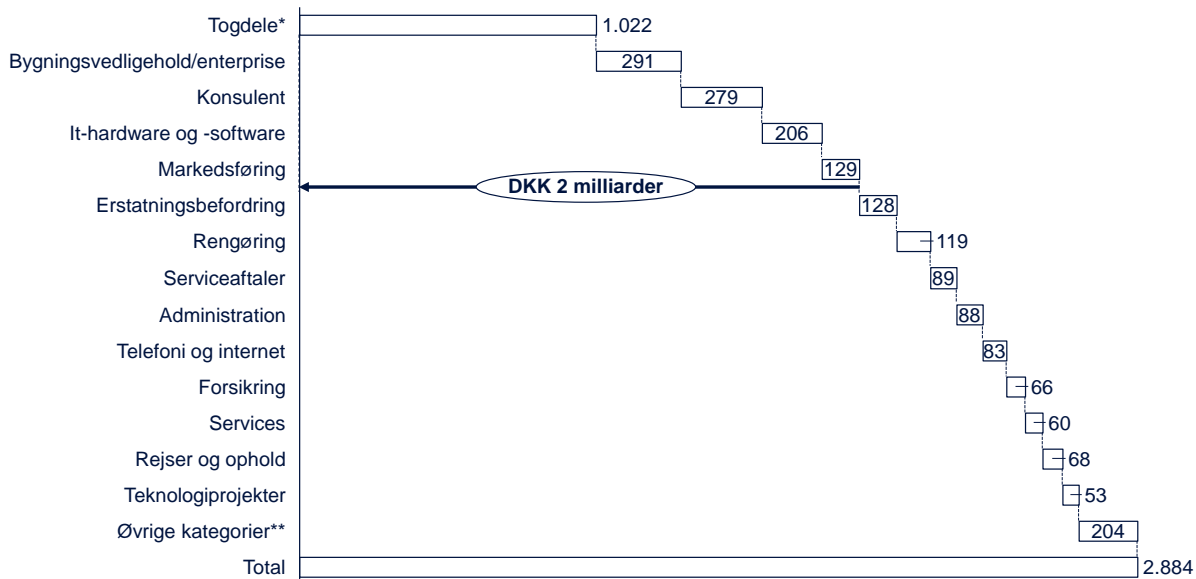 Togdele* 1.022
Bygningsvedligehold/enterprise 291
Konsulent 279
It-hardware og -software 206
Markedsføring 129
DKK 2 milliarder
Erstatningsbefordring 128
Rengøring 119
Serviceaftaler 89
Administration 88
Telefoni og internet 83
Forsikring 66
Services 60
Rejser og ophold 68
Teknologiprojekter 53
Øvrige kategorier** 204
Total 2.884